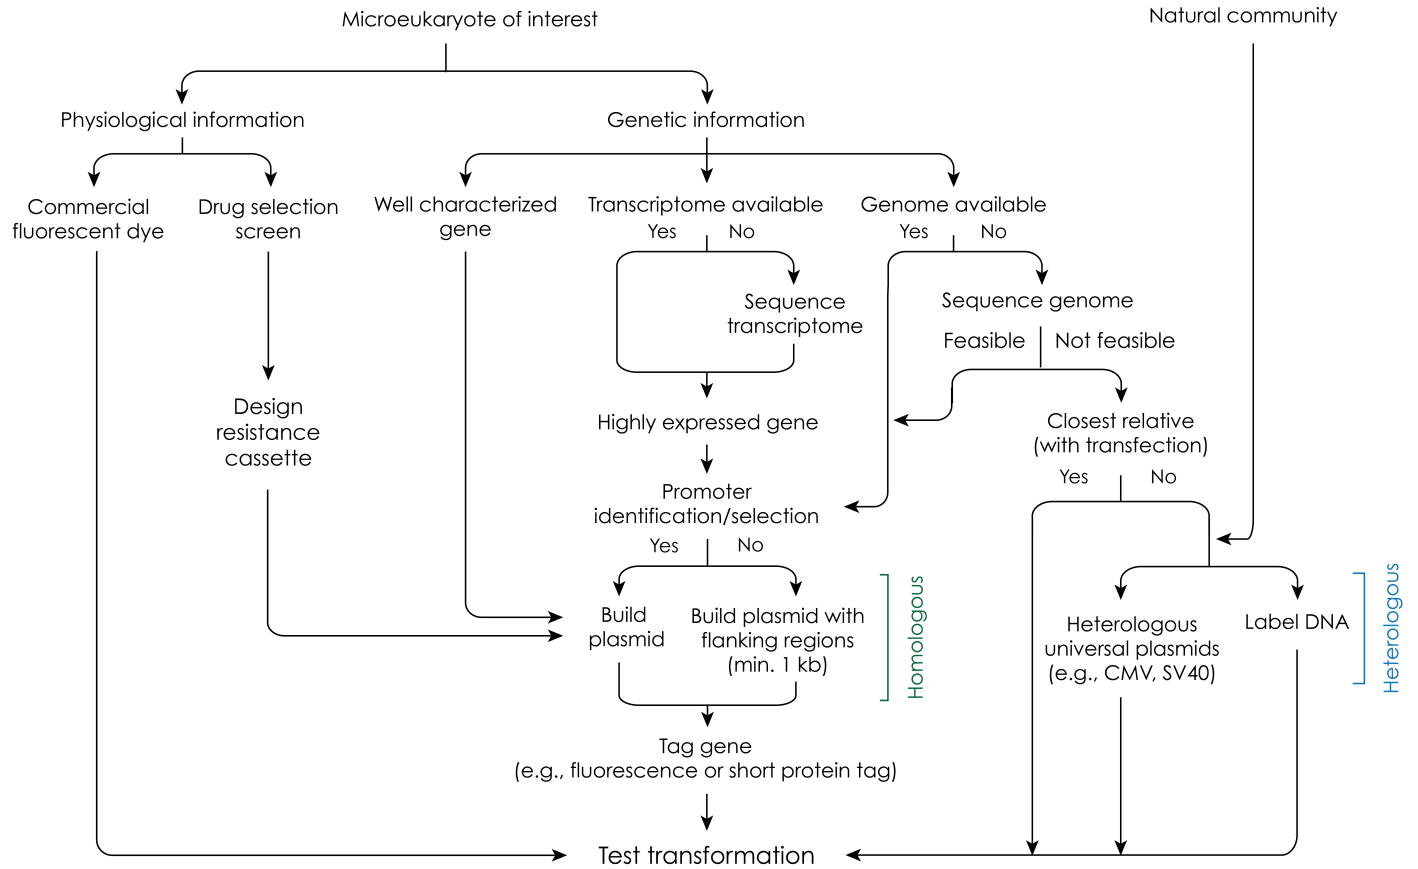 Microeukaryote of interest
Natural community
Physiological information
Genetic information
Commercial
fluorescent dye
Drug selection
screen
Well characterized
gene
Transcriptome available
Yes No
Genome available
Yes No
Sequence
transcriptome
Sequence genome
Feasible Not feasible
Design
resistance
cassette
Highly expressed gene
Closest relative
(with transfection)
Yes No
Promoter
identification/selection
Yes No
Build
plasmid
Build plasmid with
flanking regions
(min. 1 kb)
Homologous
Heterologous
universal plasmids
(e.g., CMV, SV40)
Label DNA
Heterologous
Tag gene
(e.g., fluorescence or short protein tag)
Test transformation